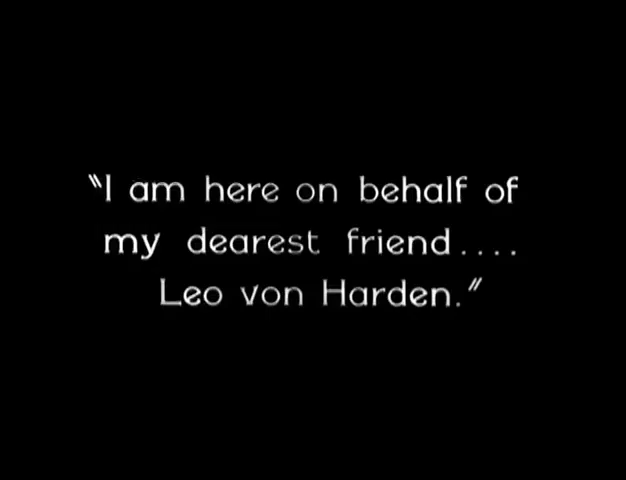 "I am here on behalf of
my dearest friend....
Leo von Harden."